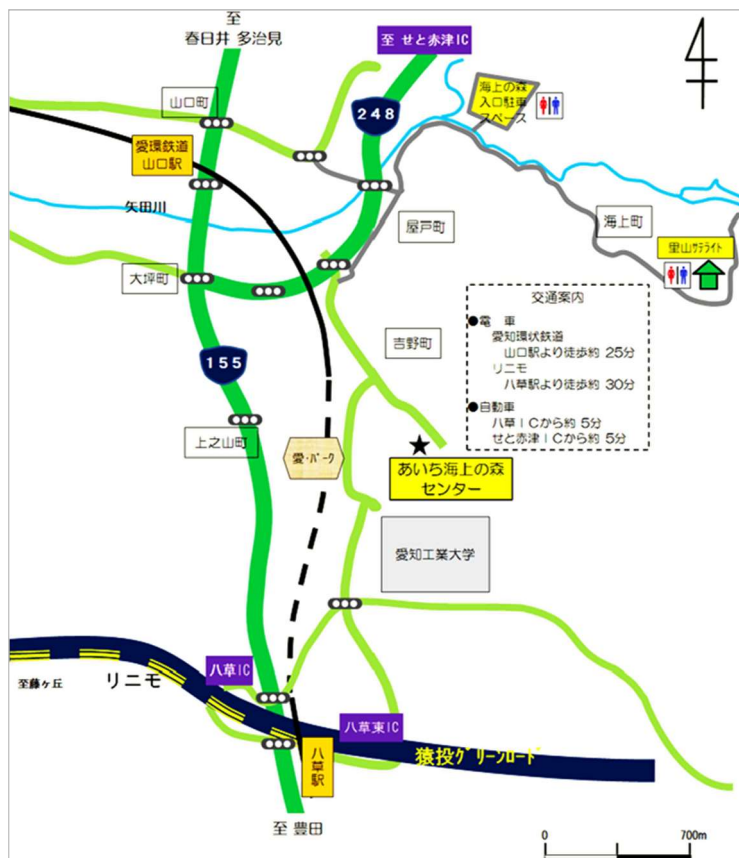 至
春日井 多治見
至 せと赤津IC
山口町
248
海上の森
入口駐車
スペース
愛環鉄道
山口駅
矢田川
屋戸町
海上町
里山ｻﾃﾗｲﾄ
大坪町
交通案内
●電 車
愛知環状鉄道
山口駅より徒歩約 25分
リニモ
八草駅より徒歩約 30分
●自動車
八草ICから約 5分
せと赤津ICから約 5分
吉野町
155
上之山町
愛･ﾊﾟｰｸ
あいち海上の森
センター
愛知工業大学
八草IC
至藤ヶ丘
リニモ
八草東IC
猿投ｸﾞﾘｰﾝﾛｰﾄﾞ
八草駅
至 豊田
0 700m